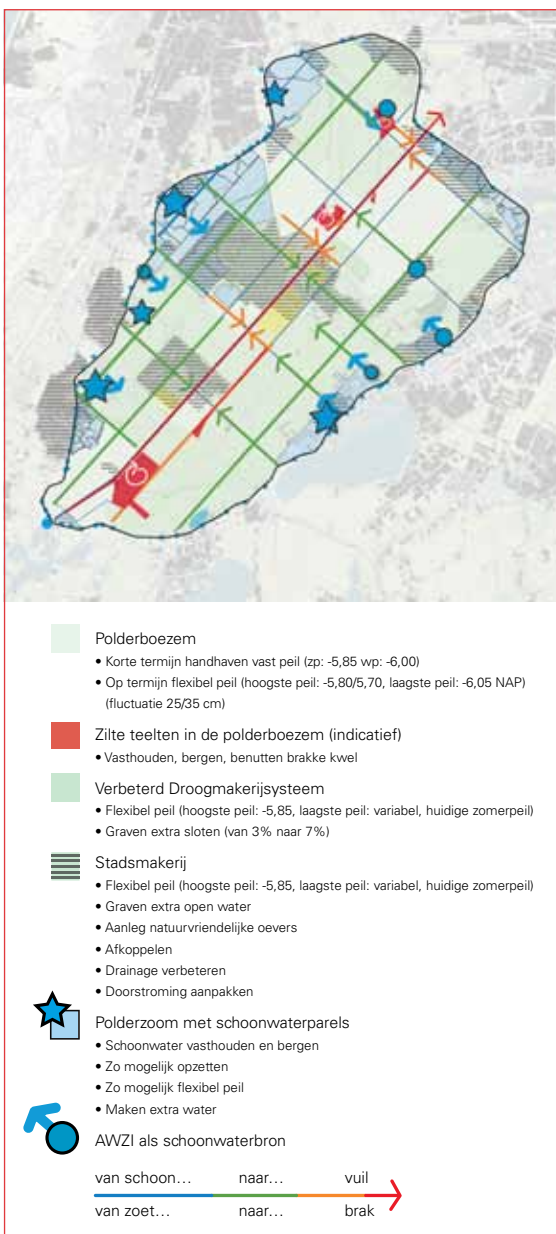 Polderboezem
• Korte termijn handhaven vast peil (zp: -5,85 wp: -6,00)
• Op termijn flexibel peil (hoogste peil: -5,80/5,70, laagste peil: -6,05 NAP)
(fluctuatie 25/35 cm)
Zilte teelten in de polderboezem (indicatief)
• Vasthouden, bergen, benutten brakke kwel
Verbeterd Droogmakerijsysteem
• Flexibel peil (hoogste peil: -5,85, laagste peil: variabel, huidige zomerpeil)
• Graven extra sloten (van 3% naar 7%)
Stadsmakerij
• Flexibel peil (hoogste peil: -5,85, laagste peil: variabel, huidige zomerpeil)
• Graven extra open water
• Aanleg natuurvriendelijke oevers
• Afkoppelen
• Drainage verbeteren
• Doorstroming aanpakken
Polderzoom met schoonwaterparels
• Schoonwater vasthouden en bergen
• Zo mogelijk opzetten
• Zo mogelijk flexibel peil
• Maken extra water
AWZI als schoonwaterbron
van schoon... naar... vuil
van zoet... naar... brak